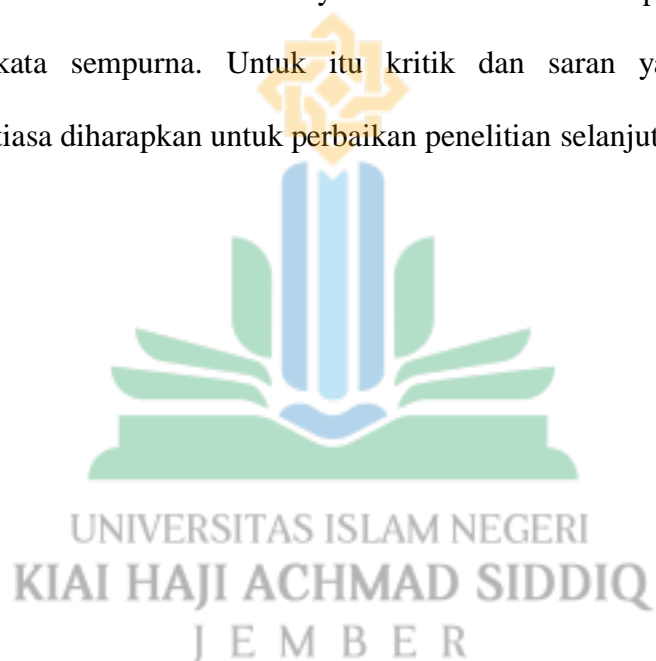 kata sempurna. Untuk itu kritik dan saran ya
tiasa diharapkan untuk perbaikan penelitian selanjut
UNIVERSITAS ISLAM NEGERI
KIAI HAJI ACHMAD SIDDIQ
JEMBER